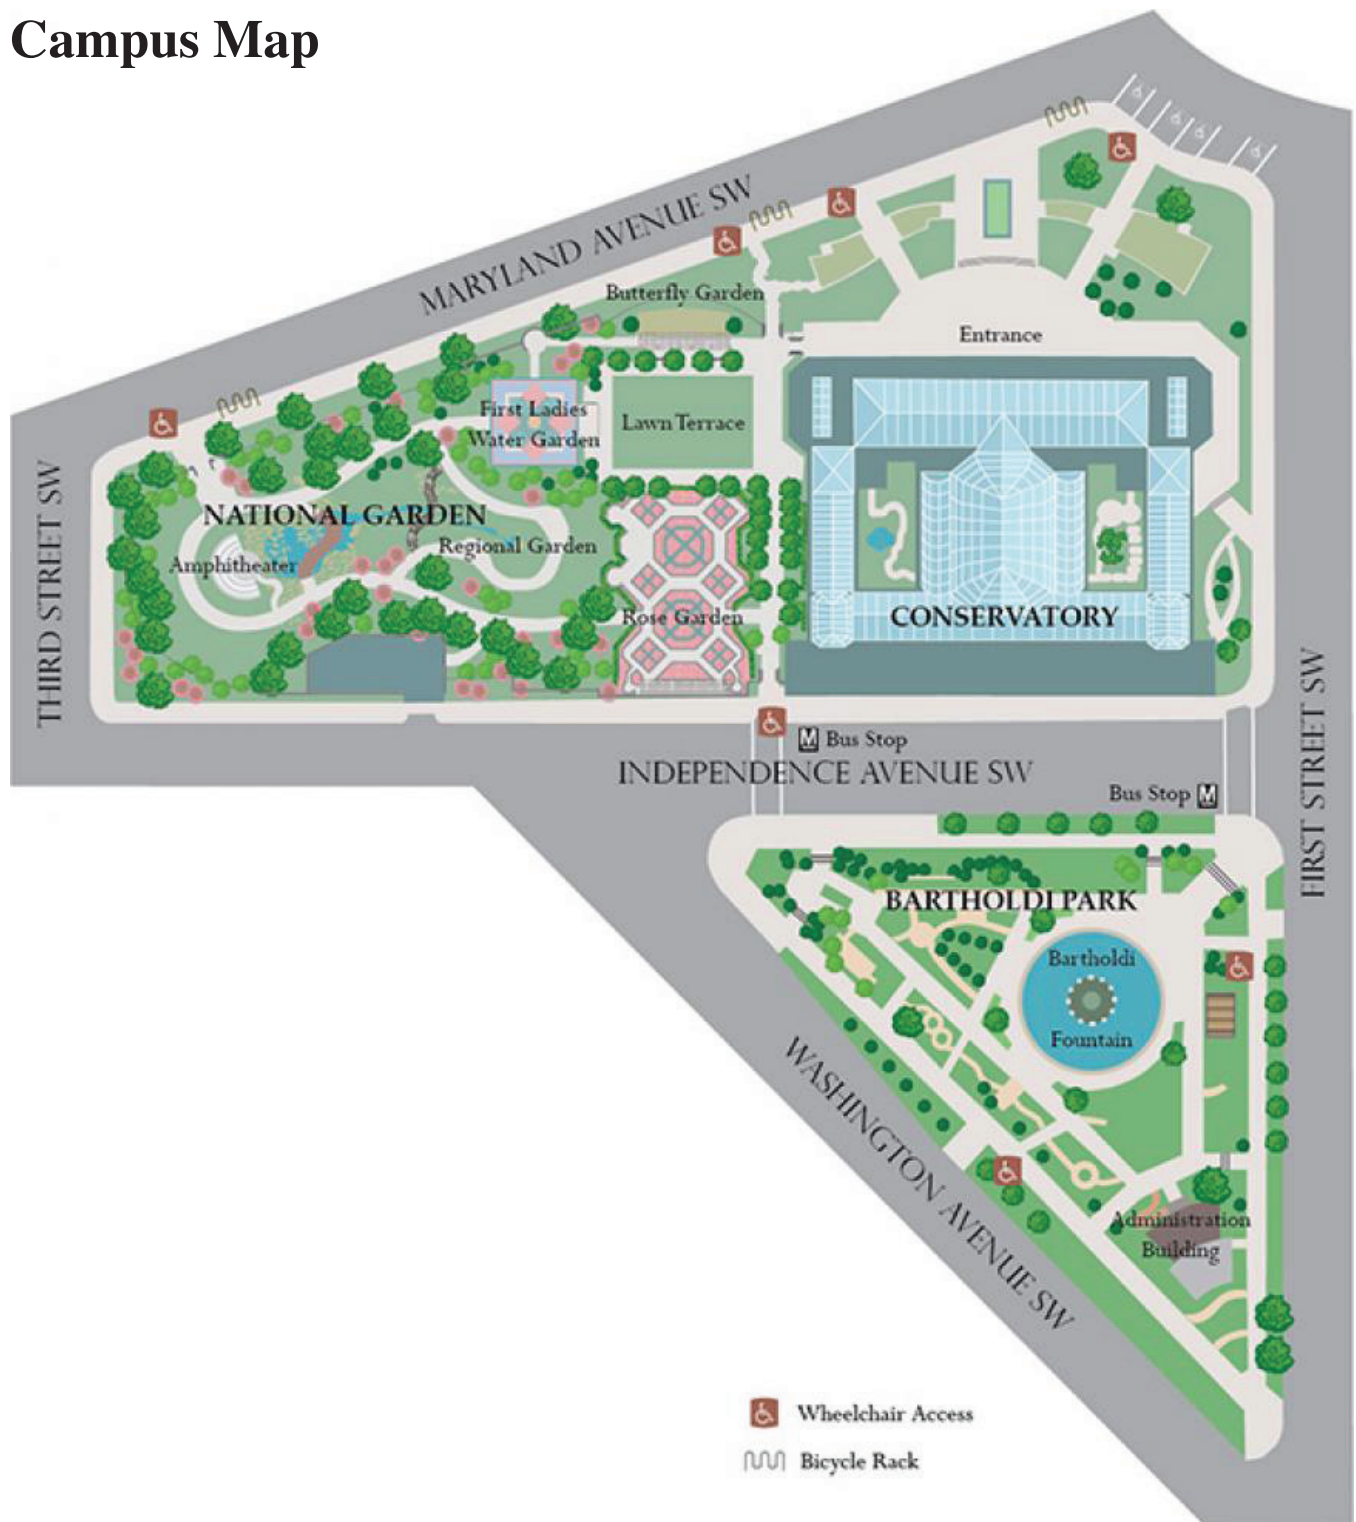 Campus Map
MARYLAND AVENUE SW
Butterfly Garden
Entrance
First Ladies
Water Garden
Lawn Terrace
THIRD STREET SW
NATIONAL GARDEN
Regional Garden
Amphitheater
Rose Garden
CONSERVATORY
FIRST STREET SW
M Bus Stop
INDEPENDENCE AVENUE SW
Bus Stop M
BARTHOLDI PARK
Bartholdi
Fountain
WASHINGTON AVENUE SW
Administration
Building
Wheelchair Access
Bicycle Rack